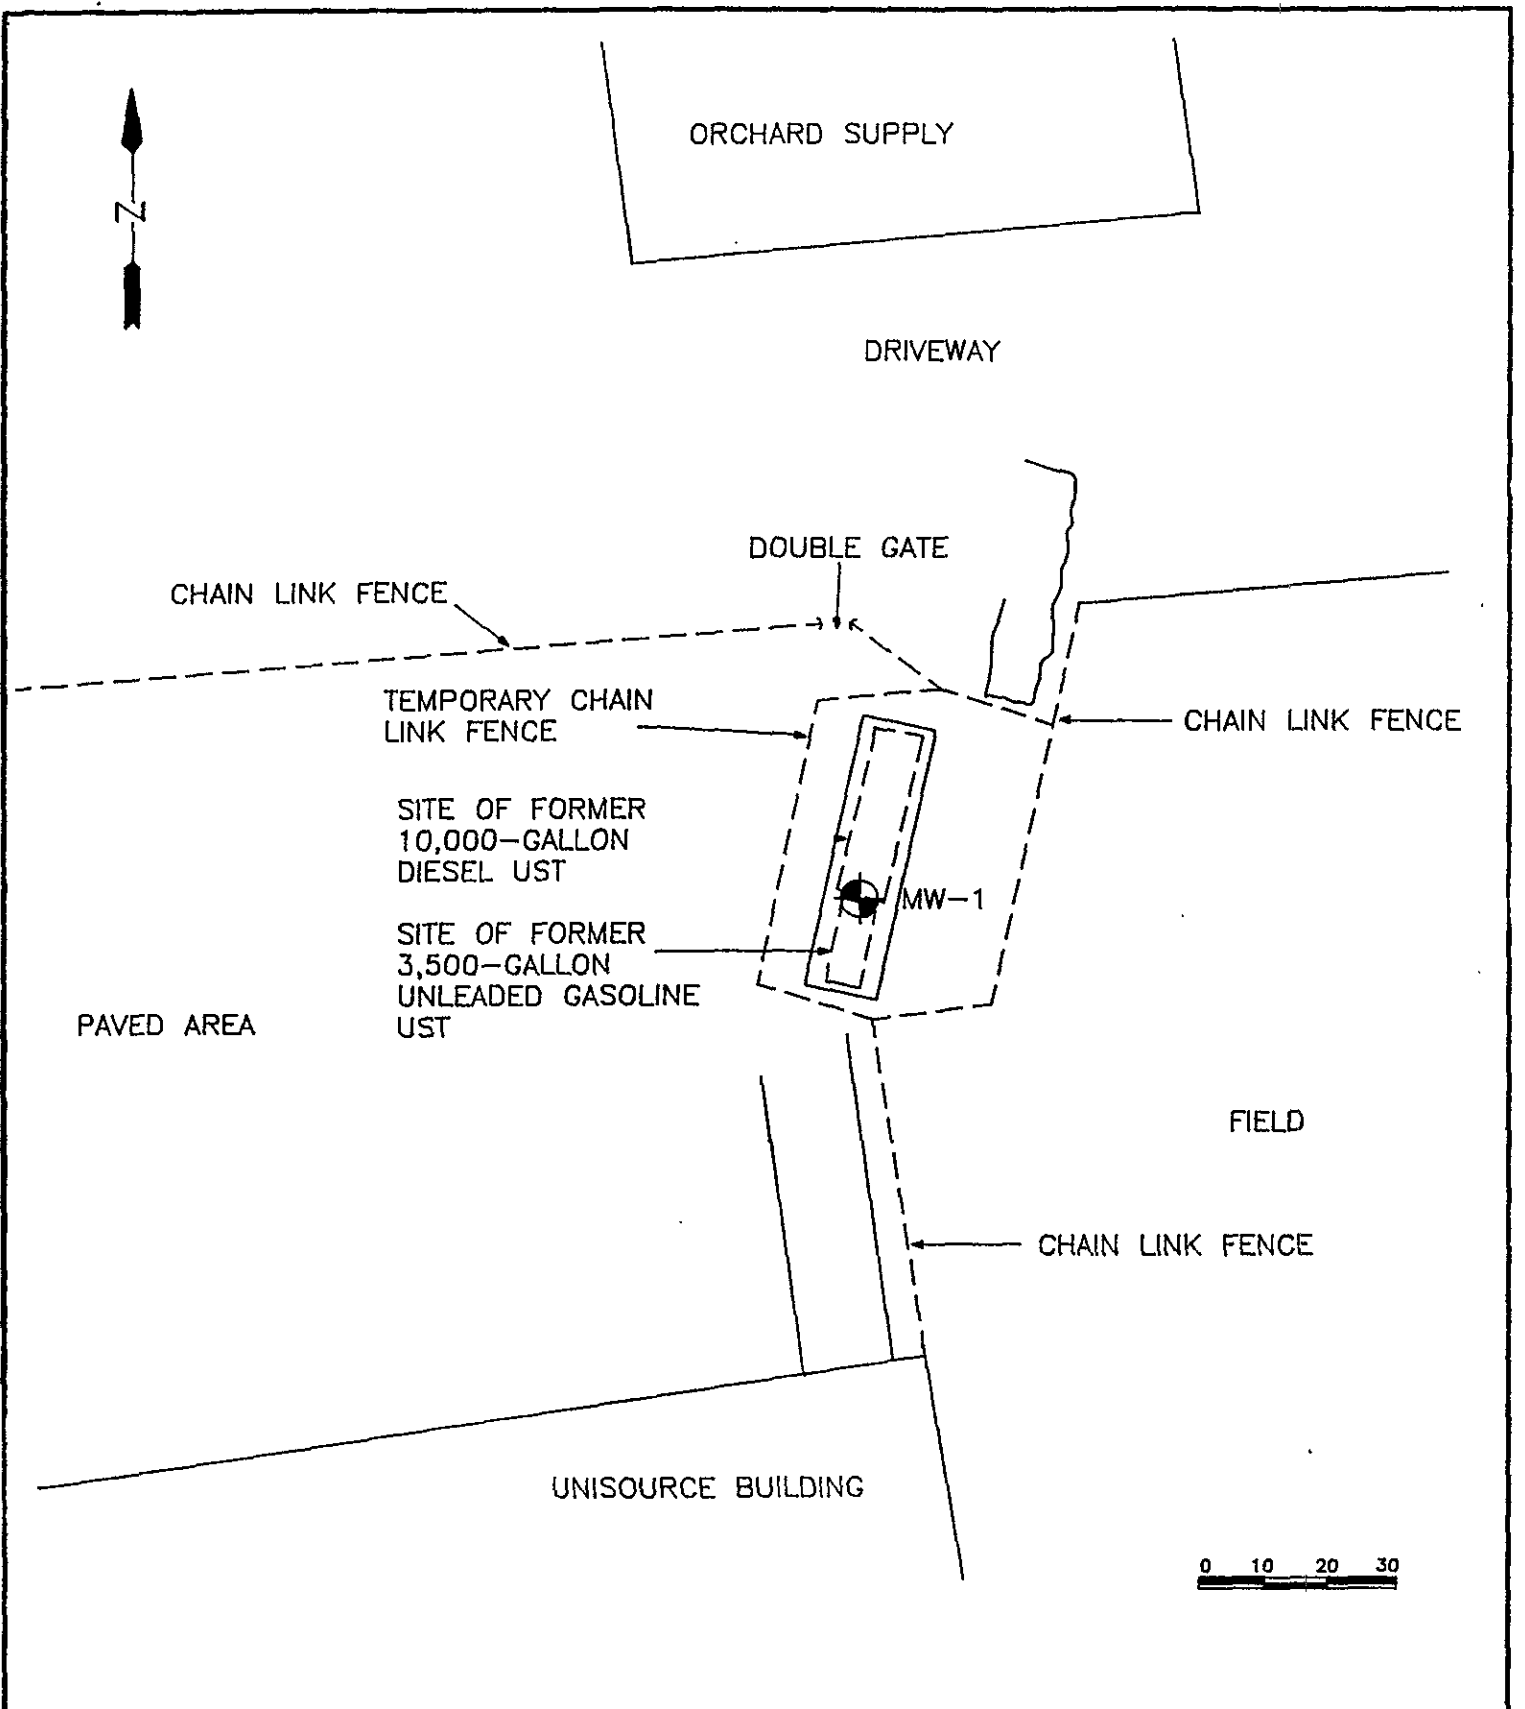 ORCHARD SUPPLY
N
DRIVEWAY
DOUBLE GATE
CHAIN LINK FENCE
TEMPORARY CHAIN
LINK FENCE
CHAIN LINK FENCE
SITE OF FORMER
10,000-GALLON
DIESEL UST
MW-1
SITE OF FORMER
3,500-GALLON
UNLEADED GASOLINE
UST
PAVED AREA
FIELD
CHAIN LINK FENCE
UNISOURCE BUILDING
0 10 20 30